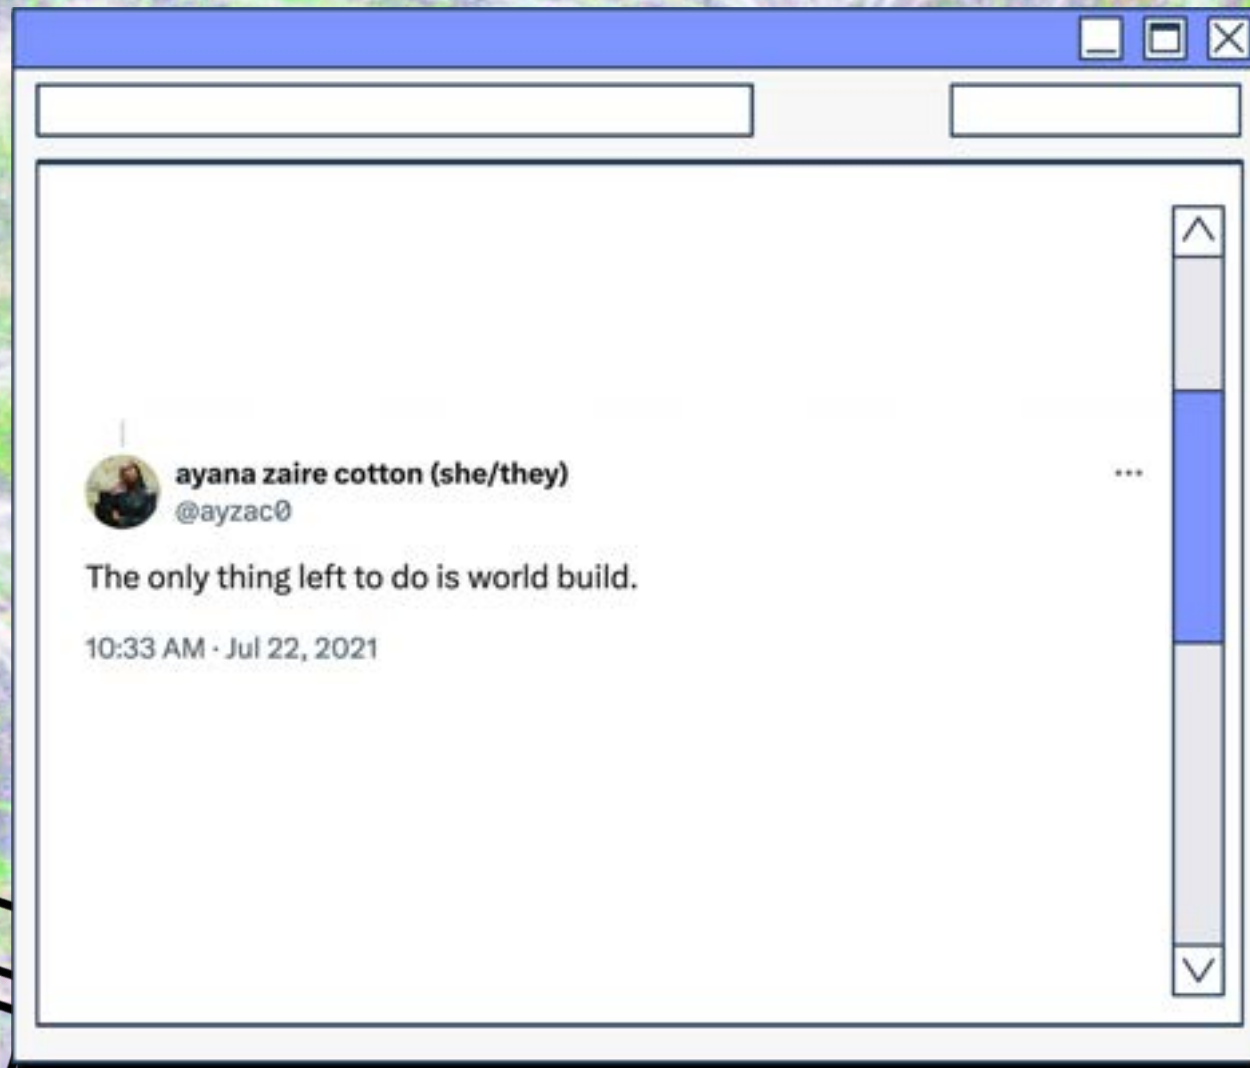 ayana zaire cotton (she/they)
@ayzac0
The only thing left to do is world build.
10:33 AM · Jul 22, 2021